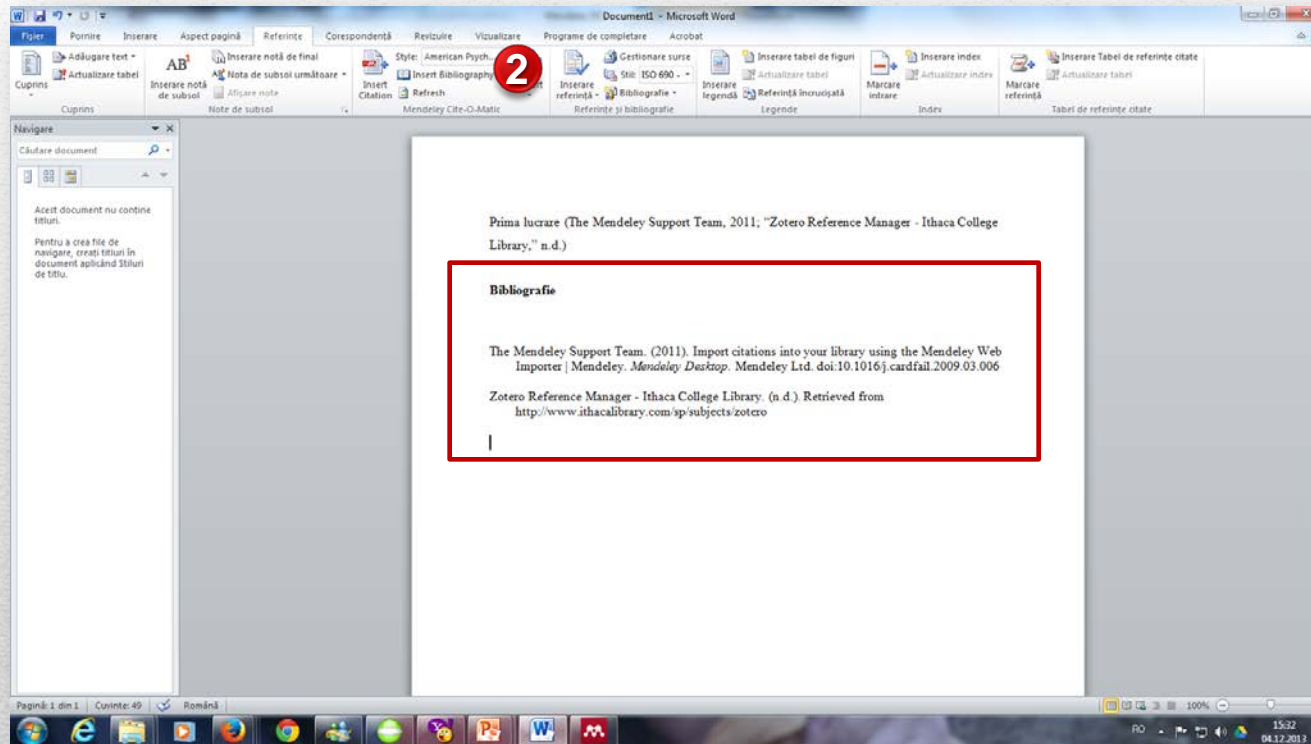 Document1 - Microsoft Word
Fișier Pornire Inserare Aspect pagină Referințe Corespondență Revizuire Vizualizare Programe de completare Acrobat
Cuprins
Adăugare text
Actualizare tabel
Cuprins
AB1
Inserare notă de subsol
Inserare notă de final
Nota de subsol următoare
Afișare note
Note de subsol
Insert Citation
Style: American Psych...
Insert Bibliography
Refresh
Mendeley Cite-O-Matic
2
Inserare referință
Gestionare surse
Stil: ISO 690 -
Bibliografie
Referințe și bibliografie
Inserare legendă
Inserare tabel de figuri
Actualizare tabel
Referință încrucișată
Legende
Marcare intrare
Inserare index
Actualizare index
Index
Marcare referință
Inserare Tabel de referințe citate
Actualizare tabel
Tabel de referințe citate
Navigare
Căutare document
Acest document nu conține
titluri.
Pentru a crea file de
navigare, creați titluri în
document aplicând Stiluri
de titlu.
Prima lucrare (The Mendeley Support Team, 2011; “Zotero Reference Manager - Ithaca College
Library,” n.d.)
Bibliografie
The Mendeley Support Team. (2011). Import citations into your library using the Mendeley Web
Importer | Mendeley. Mendeley Desktop. Mendeley Ltd. doi:10.1016/j.cardfail.2009.03.006
Zotero Reference Manager - Ithaca College Library. (n.d.). Retrieved from
http://www.ithacalibrary.com/sp/subjects/zotero
Pagină: 1 din 1 Cuvinte: 49 Română 100%
RO 15:32
04.12.2013